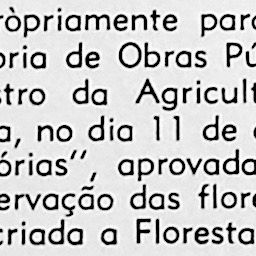 ròpriamente para
oria de Obras Pú
stro da Agricult
a, no dia 11 de
órias”, aprovada
ervação das flore
criada a Floresta